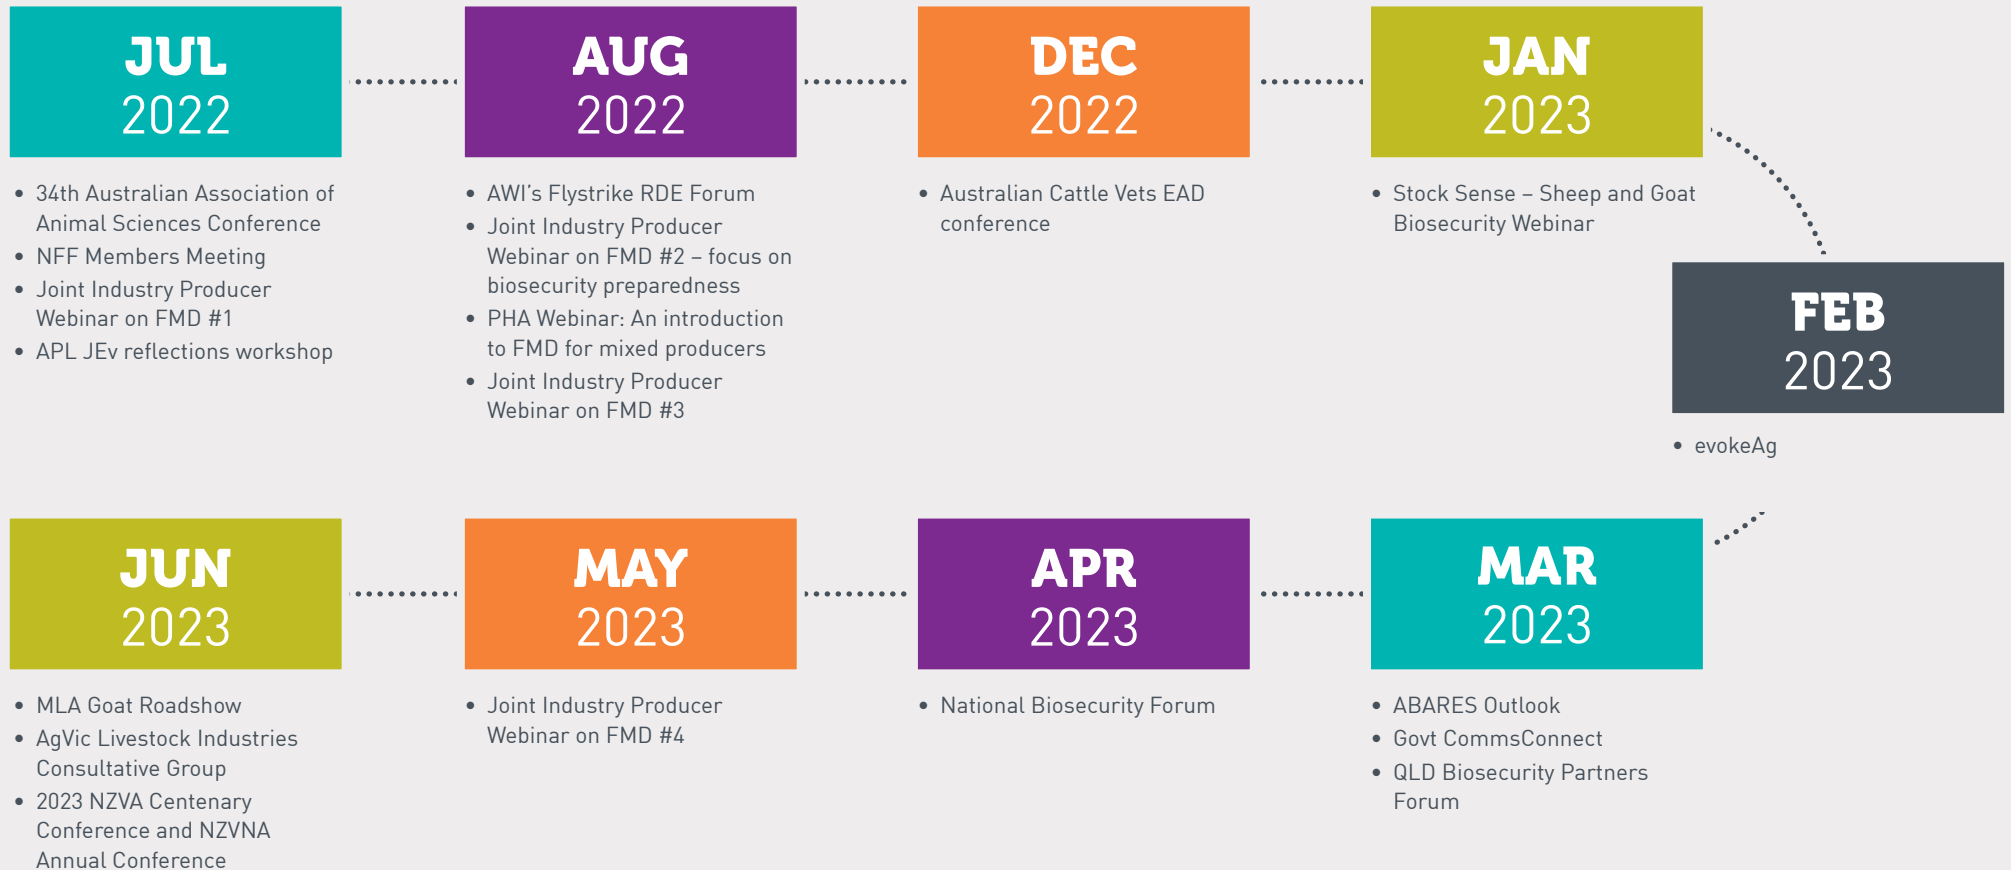 JUL
2022
• 34th Australian Association of
Animal Sciences Conference
• NFF Members Meeting
• Joint Industry Producer
Webinar on FMD #1
• APL JEv reflections workshop
AUG
2022
• AWI's Flystrike RDE Forum
• Joint Industry Producer
Webinar on FMD #2 – focus on
biosecurity preparedness
• PHA Webinar: An introduction
to FMD for mixed producers
• Joint Industry Producer
Webinar on FMD #3
DEC
2022
• Australian Cattle Vets EAD
conference
JAN
2023
• Stock Sense – Sheep and Goat
Biosecurity Webinar
FEB
2023
• evokeAg
MAR
2023
• ABARES Outlook
• Govt CommsConnect
• QLD Biosecurity Partners
Forum
APR
2023
• National Biosecurity Forum
MAY
2023
• Joint Industry Producer
Webinar on FMD #4
JUN
2023
• MLA Goat Roadshow
• AgVic Livestock Industries
Consultative Group
• 2023 NZVA Centenary
Conference and NZVNA
Annual Conference